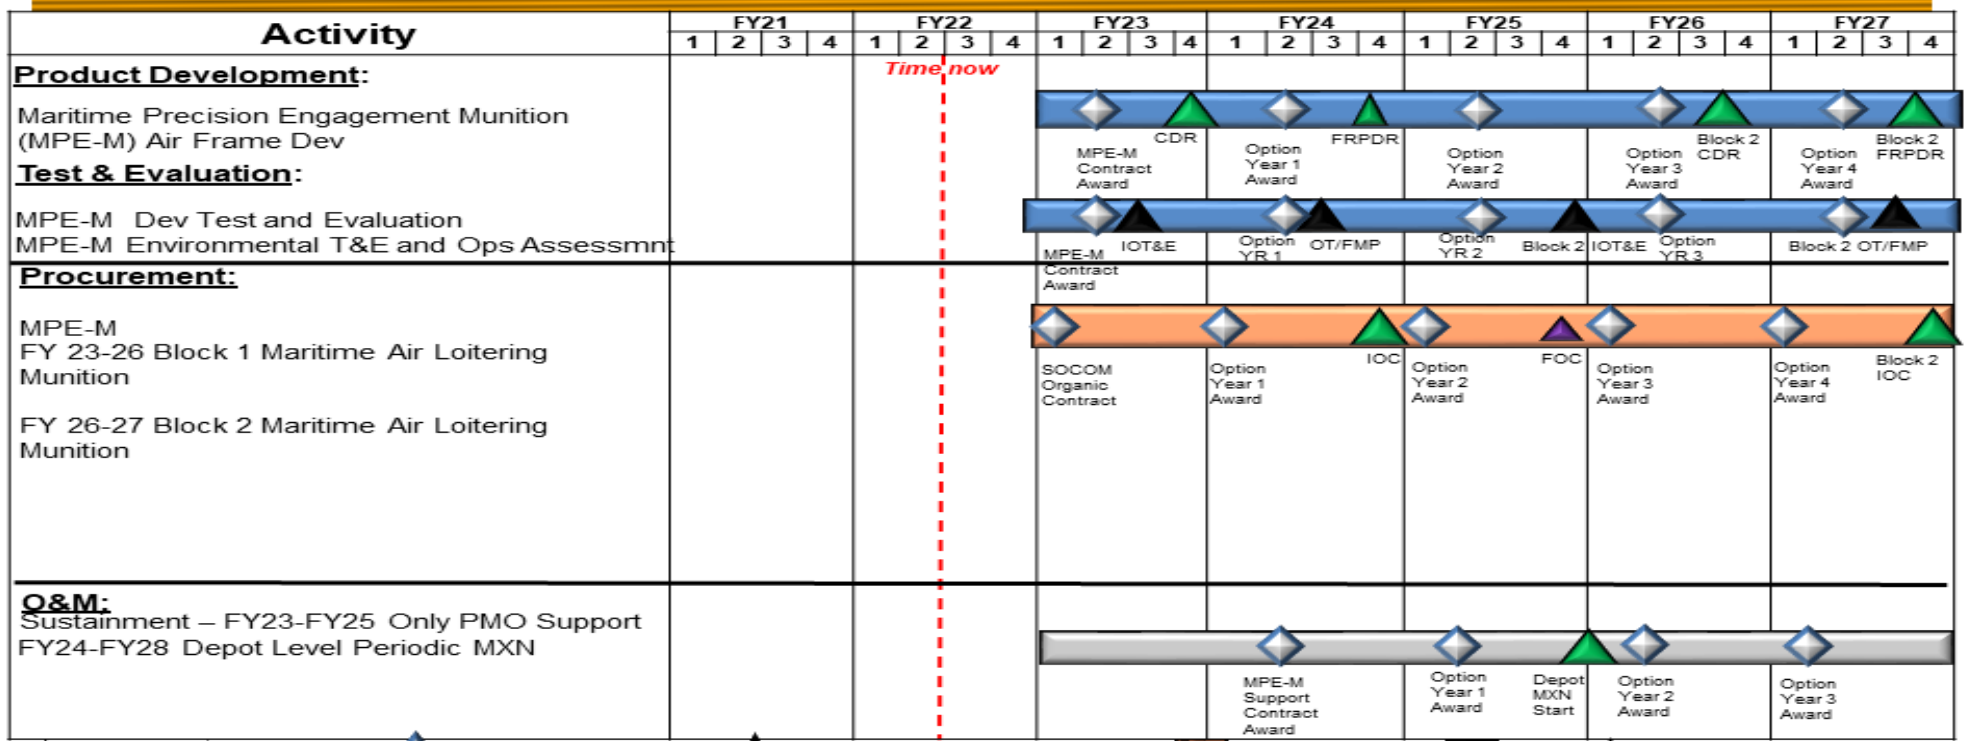 Activity
FY21 FY22 FY23 FY24 FY25 FY26 FY27
1 2 3 4 1 2 3 4 1 2 3 4 1 2 3 4 1 2 3 4 1 2 3 4 1 2 3 4
Time now
Product Development:
Maritime Precision Engagement Munition
(MPE-M) Air Frame Dev
MPE-M
Contract
Award
CDR
Option
Year 1
Award
FRPDR
Option
Year 2
Award
Option
Year 3
Award
Block 2
CDR
Option
Year 4
Award
Block 2
FRPDR
Test & Evaluation:
MPE-M Dev Test and Evaluation
MPE-M Environmental T&E and Ops Assessmnt
MPE-M
Contract
Award
IOT&E
Option
YR 1
OT/FMP
Option
YR 2
Block 2 IOT&E
Option
YR 3
Block 2 OT/FMP
Procurement:
MPE-M
FY 23-26 Block 1 Maritime Air Loitering
Munition
FY 26-27 Block 2 Maritime Air Loitering
Munition
SOCOM
Organic
Contract
Option
Year 1
Award
IOC
Option
Year 2
Award
FOC
Option
Year 3
Award
Option
Year 4
Award
Block 2
IOC
O&M:
Sustainment – FY23-FY25 Only PMO Support
FY24-FY28 Depot Level Periodic MXN
MPE-M
Support
Contract
Award
Option
Year 1
Award
Depot
MXN
Start
Option
Year 2
Award
Option
Year 3
Award